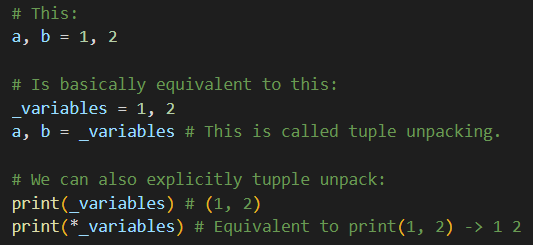 # This:
a, b = 1, 2
# Is basically equivalent to this:
_variables = 1, 2
a, b = _variables # This is called tuple unpacking.
# We can also explicitly tupple unpack:
print(_variables) # (1, 2)
print(*_variables) # Equivalent to print(1, 2) -> 1 2